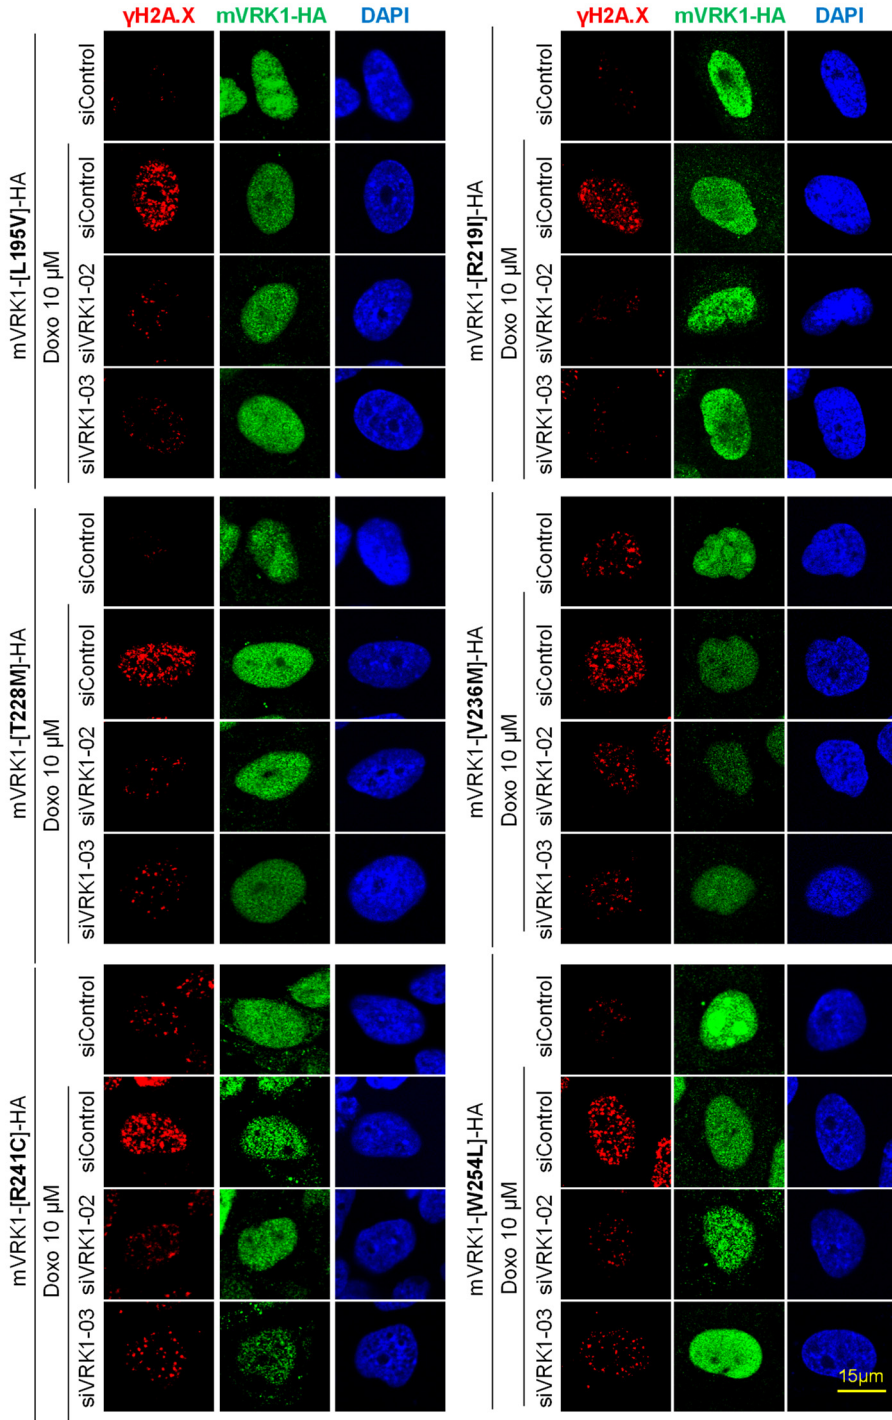 γH2A.X mVRK1-HA DAPI
γH2A.X mVRK1-HA DAPI
mVRK1-[L195V]-HA
Doxo 10 µM
siControl
siControl
siVRK1-02
siVRK1-03
mVRK1-[R219I]-HA
Doxo 10 µM
siControl
siControl
siVRK1-02
siVRK1-03
mVRK1-[T228M]-HA
Doxo 10 µM
siControl
siControl
siVRK1-02
siVRK1-03
mVRK1-[V236M]-HA
Doxo 10 µM
siControl
siControl
siVRK1-02
siVRK1-03
mVRK1-[R241C]-HA
Doxo 10 µM
siControl
siControl
siVRK1-02
siVRK1-03
mVRK1-[W254L]-HA
Doxo 10 µM
siControl
siControl
siVRK1-02
siVRK1-03
15µm